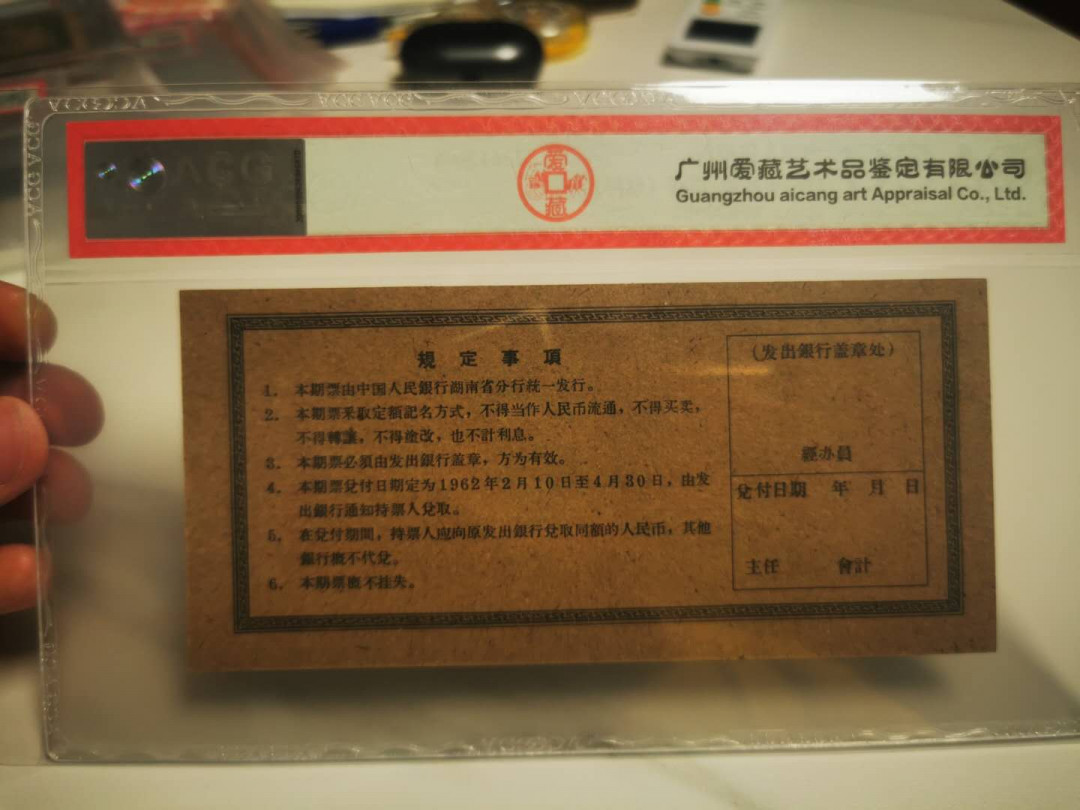 ACG
爱藏
广州爱藏艺术品鉴定有限公司
Guangzhou aicang art Appraisal Co., Ltd.
規定事項
1. 本期票由中国人民銀行湖南省分行統一发行。
2. 本期票采取定額記名方式，不得当作人民币流通，不得买卖，
不得轉讓，不得塗改，也不計利息。
3. 本期票必須由发出銀行盖章，方为有效。
4. 本期票兌付日期定为1962年2月10日至4月30日，由发
出銀行通知持票人兌取。
5. 在兌付期間，持票人应向原发出銀行兌取同額的人民币，其他
銀行槪不代兌。
6. 本期票槪不挂失。
（发出銀行盖章处）
經办員
兌付日期 年 月 日
主任 會計